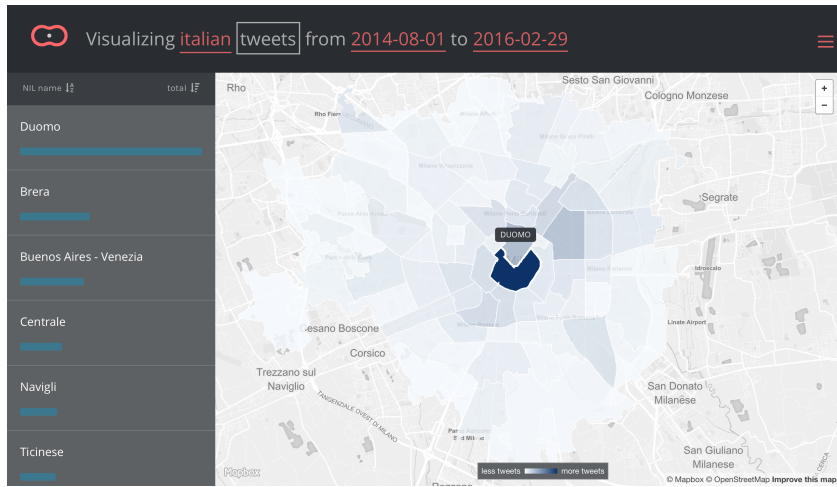 Visualizing italian tweets from 2014-08-01 to 2016-02-29
NIL name
total
Duomo
Brera
Buenos Aires - Venezia
Centrale
Navigli
Ticinese
Rho
Sesto San Giovanni
Cologno Monzese
+
−
Segrate
DUOMO
Idroscalo
Linate Airport
esano Boscone
Corsico
Trezzano sul
Naviglio
TANGENZIALE OVEST DI MILANO
San Donato
Milanese
San Giuliano
Milanese
CERCA
Mapbox
less tweets
more tweets
© Mapbox © OpenStreetMap Improve this map